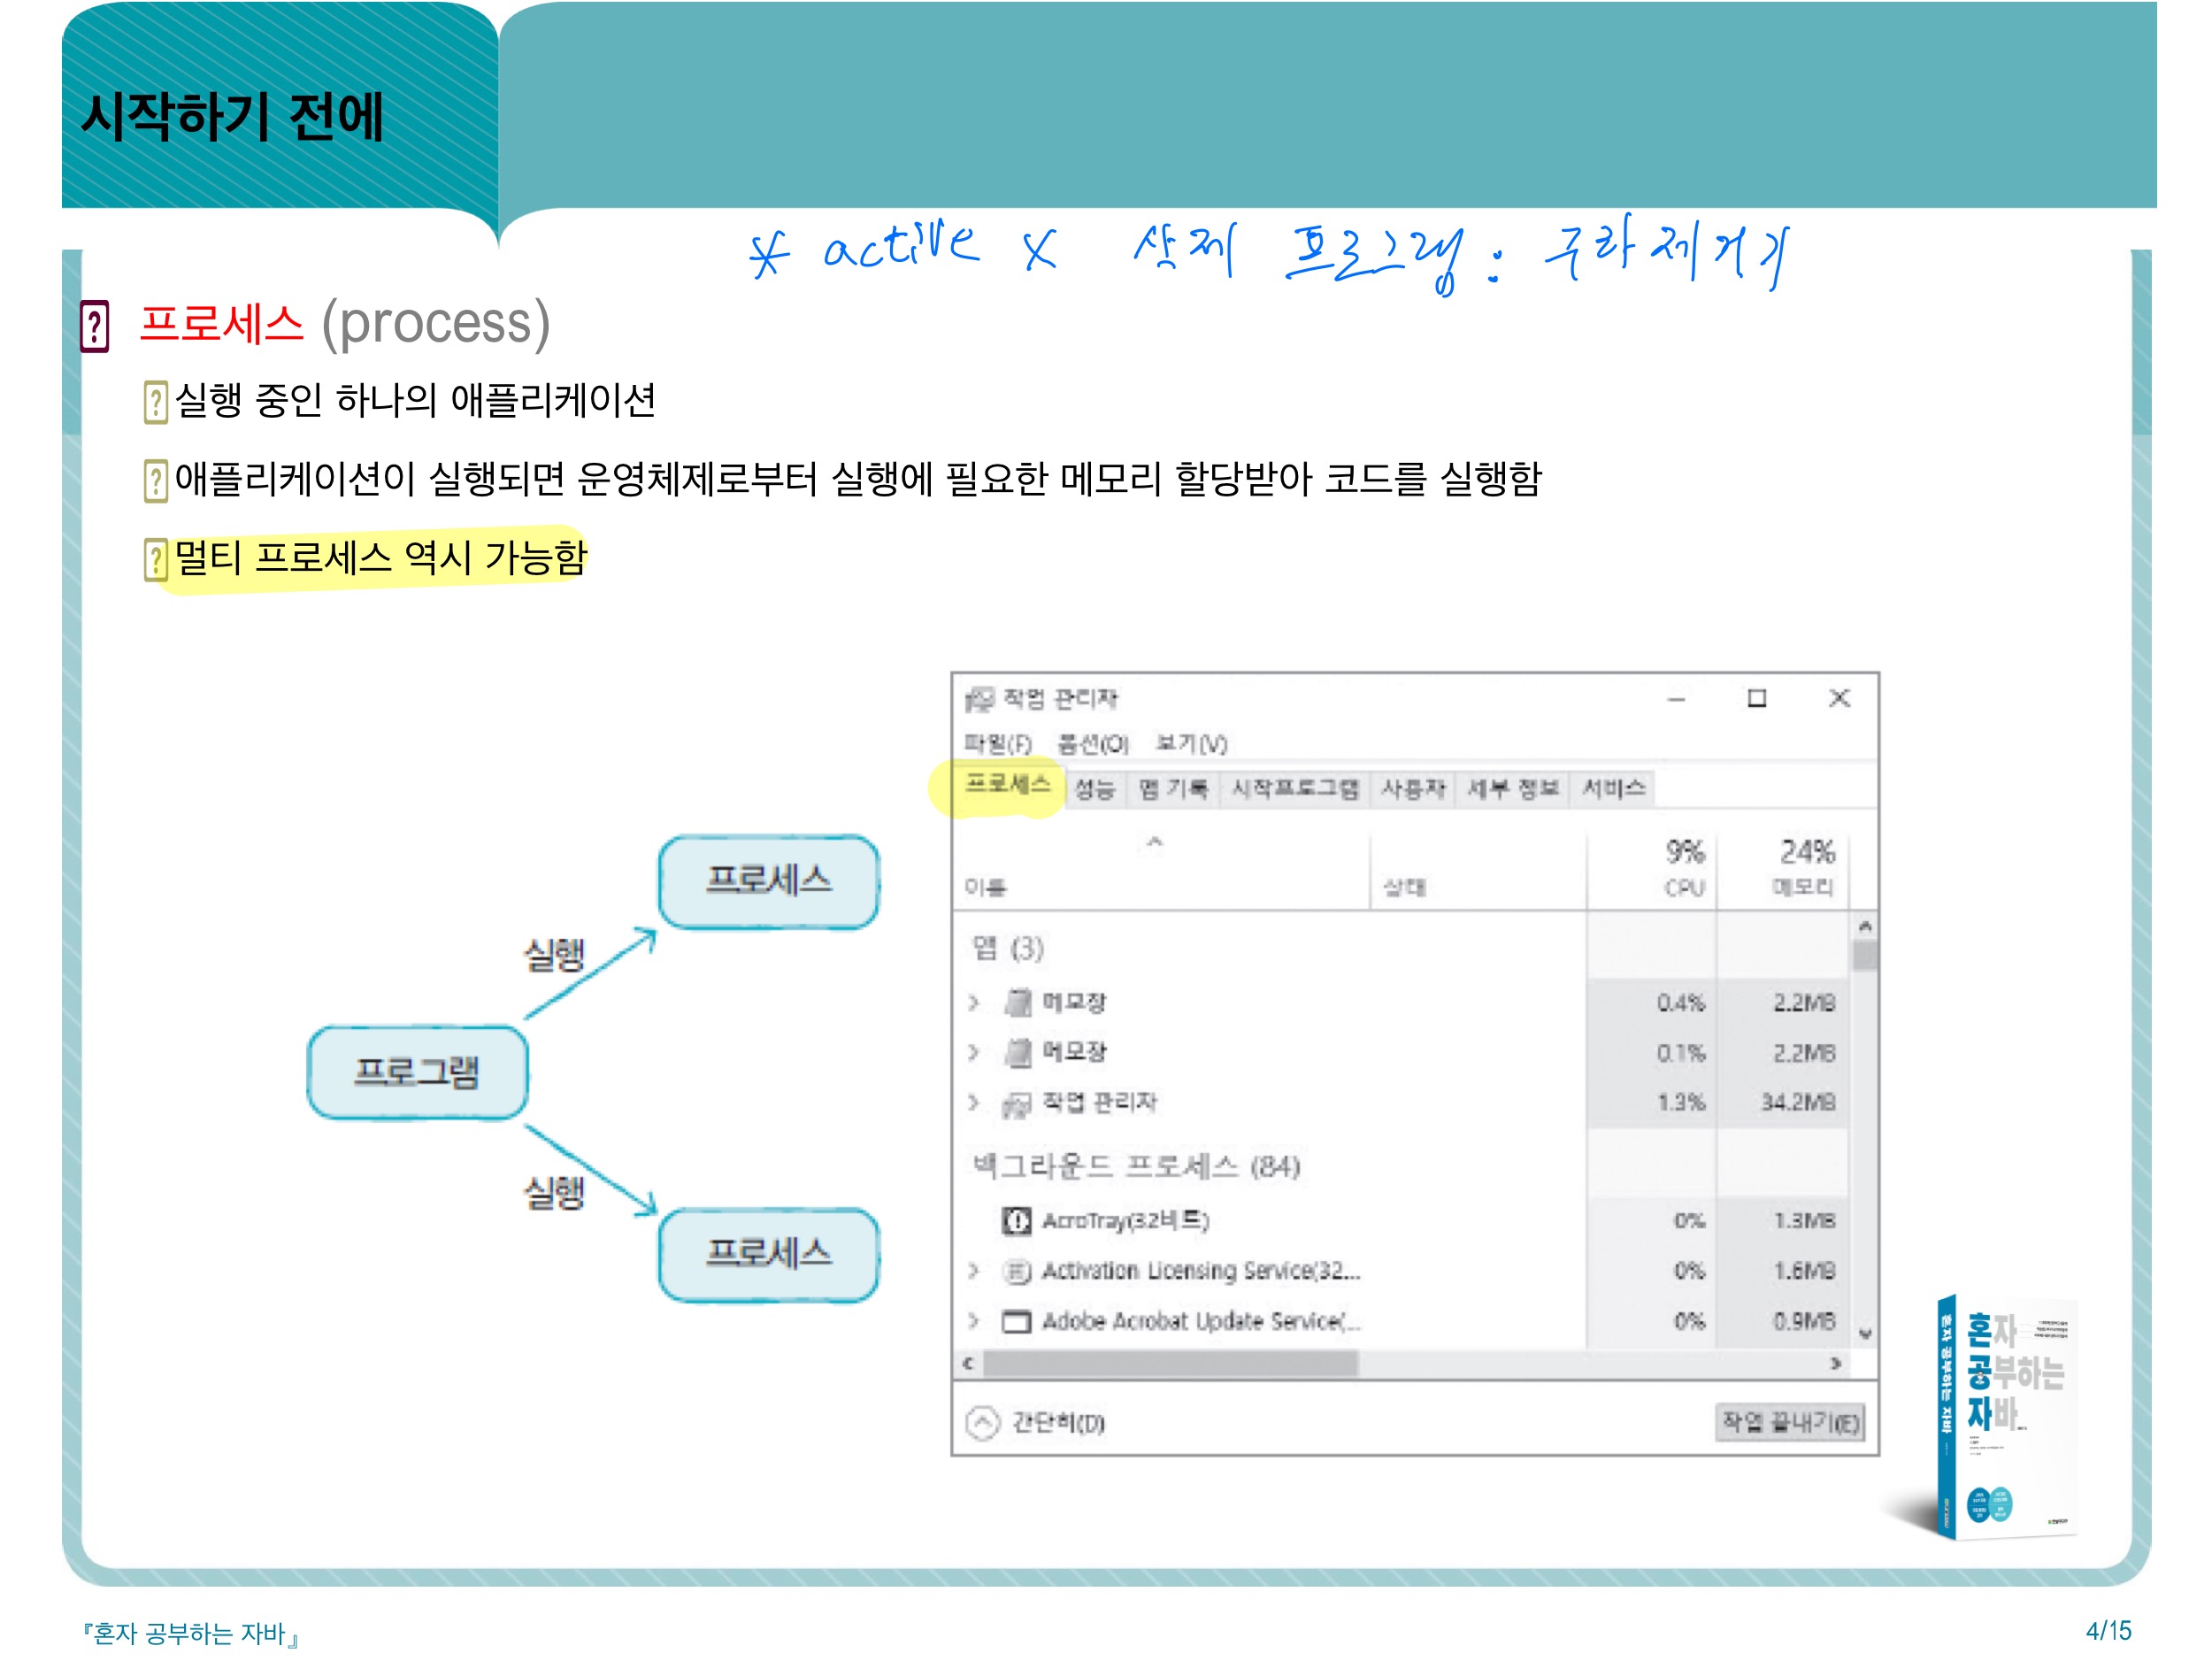 시작하기 전에
* active X 삭제 프로그램 : 구라제거기
프로세스 (process)
실행 중인 하나의 애플리케이션
애플리케이션이 실행되면 운영체제로부터 실행에 필요한 메모리 할당받아 코드를 실행함
멀티 프로세스 역시 가능함
프로그램
실행
프로세스
실행
프로세스
작업 관리자
파일(F) 옵션(O) 보기(V)
프로세스 성능 앱 기록 시작프로그램 사용자 세부 정보 서비스
9% 24%
이름 상태 CPU 메모리
앱 (3)
메모장 0.4% 2.2MB
메모장 0.1% 2.2MB
작업 관리자 1.3% 34.2MB
백그라운드 프로세스 (84)
AcroTray(32비트) 0% 1.3MB
Activation Licensing Service(32... 0% 1.6MB
Adobe Acrobat Update Service(... 0% 0.9MB
간단히(D) 작업 끝내기(E)
혼자 공부하는 자바
혼자
공부하는
자바
『혼자 공부하는 자바』
4/15